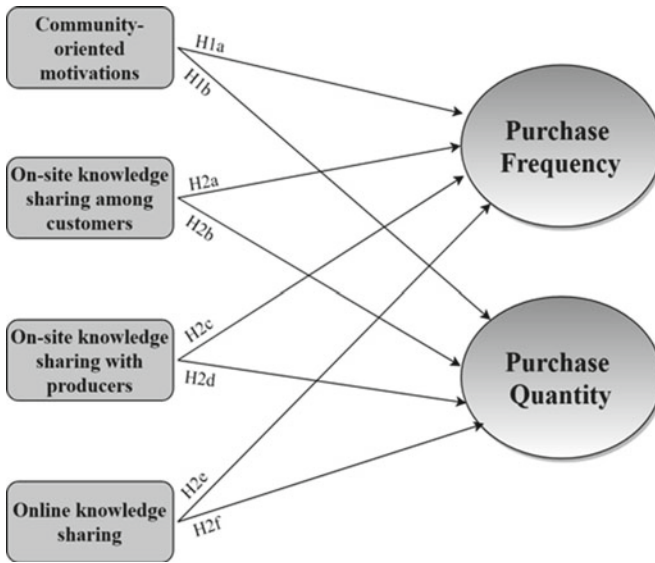 Community-
oriented
motivations
H1a
H1b
On-site knowledge
sharing among
customers
H2a
H2b
On-site knowledge
sharing with
producers
H2c
H2d
Online knowledge
sharing
H2e
H2f
Purchase
Frequency
Purchase
Quantity